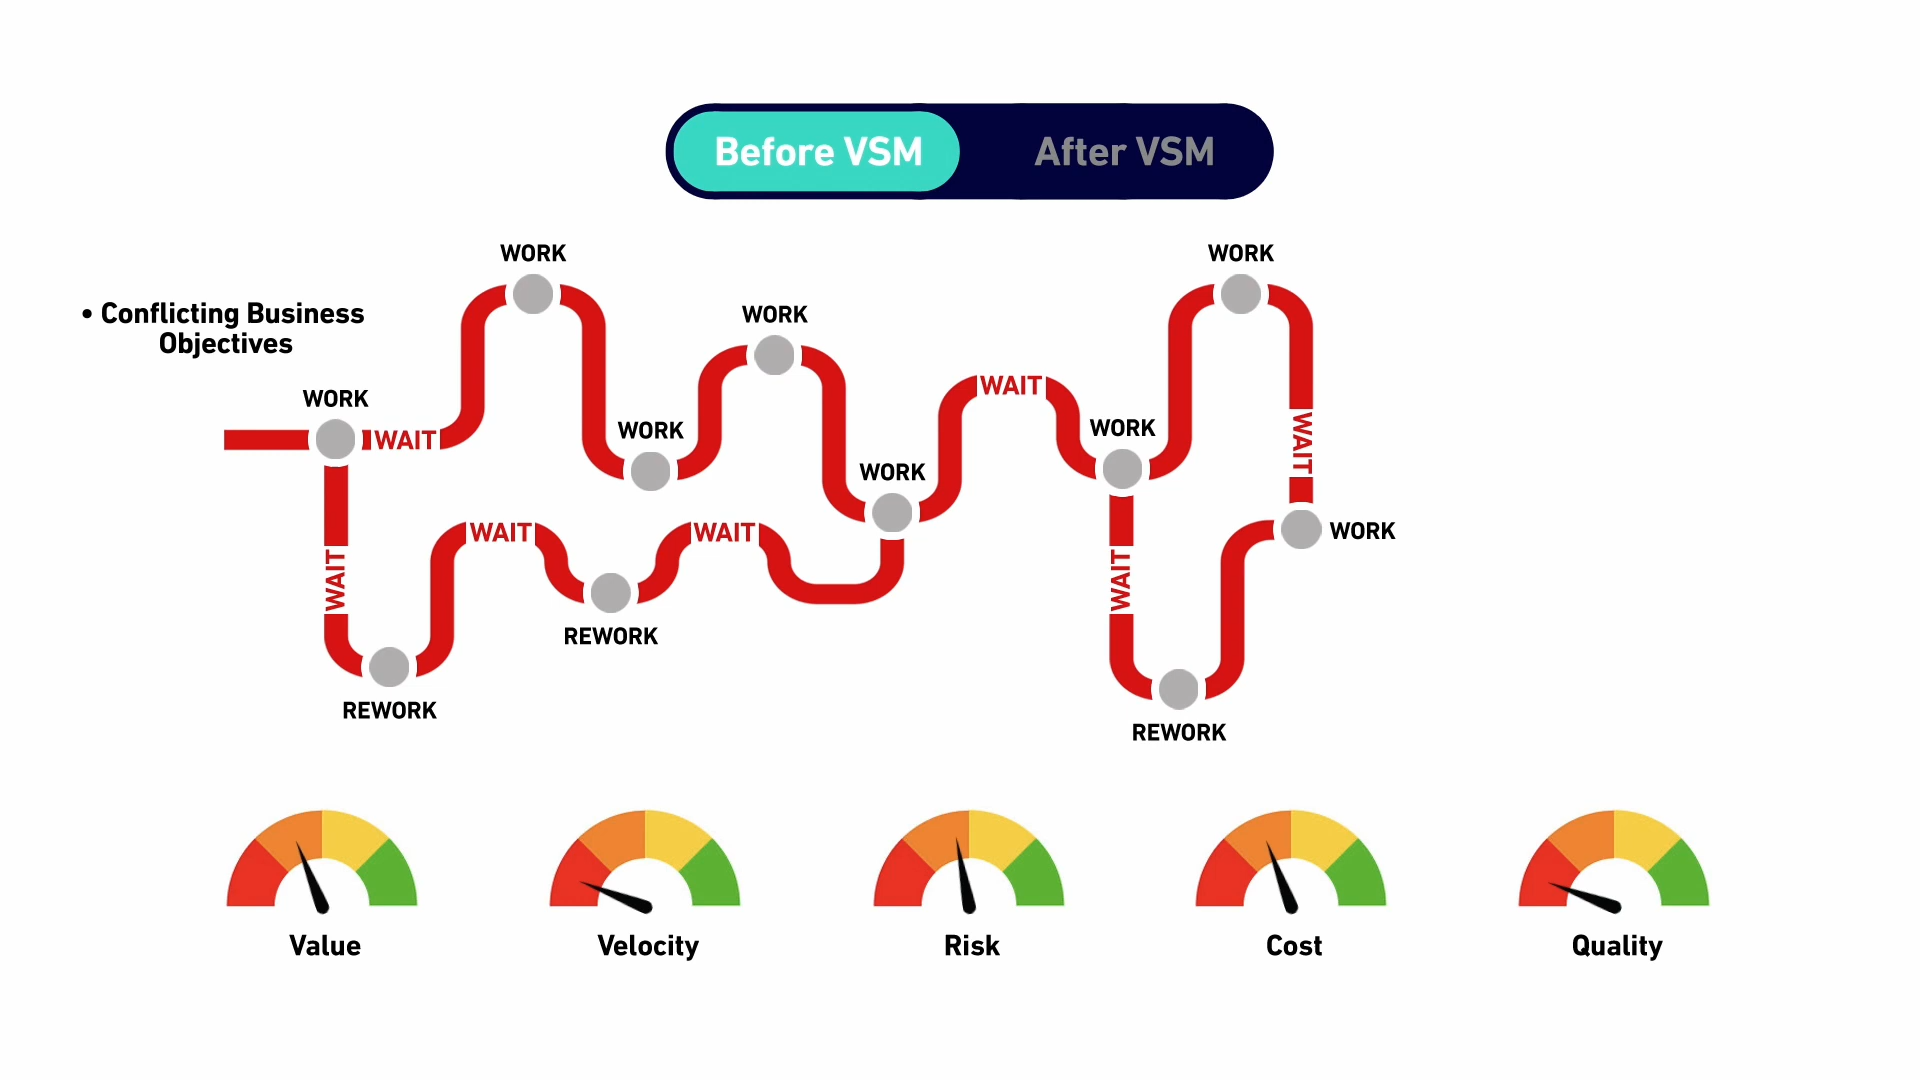 Before VSM
After VSM
WORK
WORK
• Conflicting Business
Objectives
WORK
WORK
WAIT
WORK
WORK
WAIT
WORK
WAIT
WORK
WAIT
WAIT
WORK
WAIT
WAIT
REWORK
REWORK
REWORK
Value
Velocity
Risk
Cost
Quality